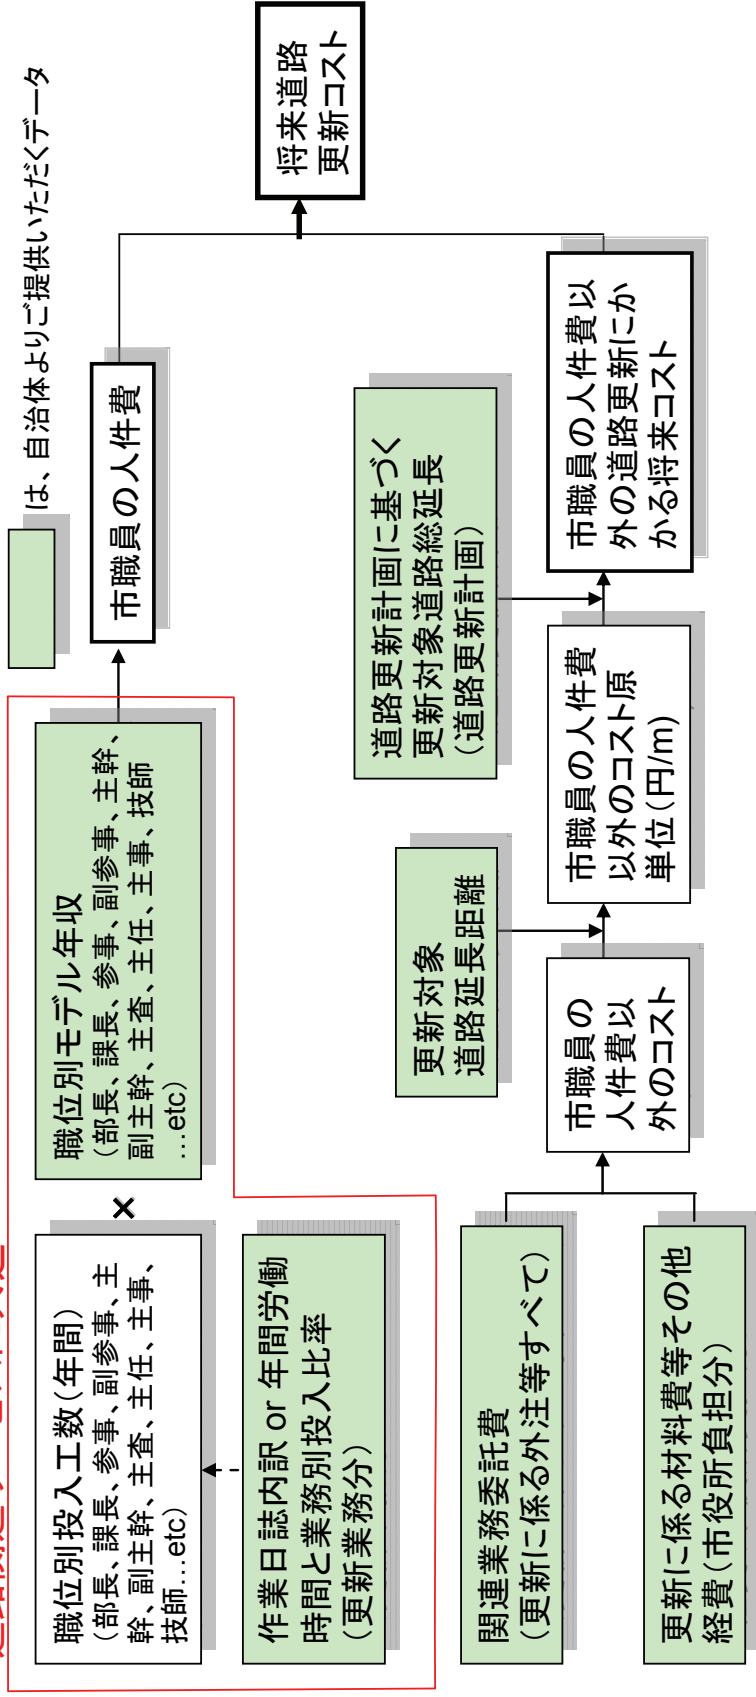 は、自治体よりご提供いただくデータ
職位別投入工数（年間）
（部長、課長、参事、副参事、主
幹、副主幹、主査、主任、主事、
技師…etc）
×
職位別モデル年収
（部長、課長、参事、副参事、主幹、
副主幹、主査、主任、主事、技師
…etc）
市職員の人件費
作業日誌内訳 or 年間労働
時間と業務別投入比率
（更新業務分）
将来道路
更新コスト
更新対象
道路延長距離
道路更新計画に基づく
更新対象道路総延長
（道路更新計画）
関連業務委託費
（更新に係る外注等すべて）
更新に係る材料費等その他
経費（市役所負担分）
市職員の
人件費以
外のコスト
市職員の人件費
以外のコスト原
単位（円/m）
市職員の人件費以
外の道路更新にか
かる将来コスト